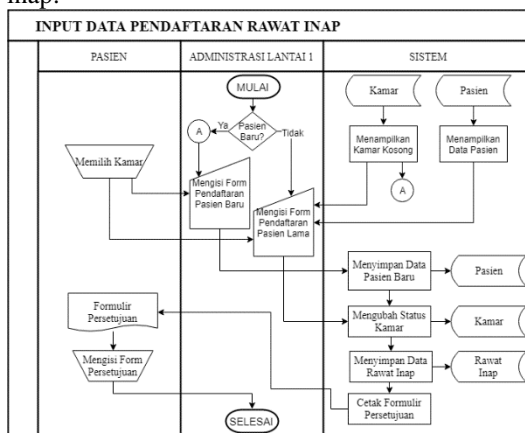 inap.
INPUT DATA PENDAFTARAN RAWAT INAP
PASIEN
ADMINISTRASI LANTAI 1
SISTEM
MULAI
Kamar
Pasien
A
Ya
Pasien
Baru?
Tidak
Menampilkan
Kamar Kosong
Menampilkan
Data Pasien
Memilih Kamar
A
Mengisi Form
Pendaftaran
Pasien Baru
Mengisi Form
Pendaftaran
Pasien Lama
Menyimpan Data
Pasien Baru
Pasien
Formulir
Persetujuan
Mengubah Status
Kamar
Kamar
Mengisi Form
Persetujuan
Menyimpan Data
Rawat Inap
Rawat
Inap
Cetak Formulir
Persetujuan
SELESAI